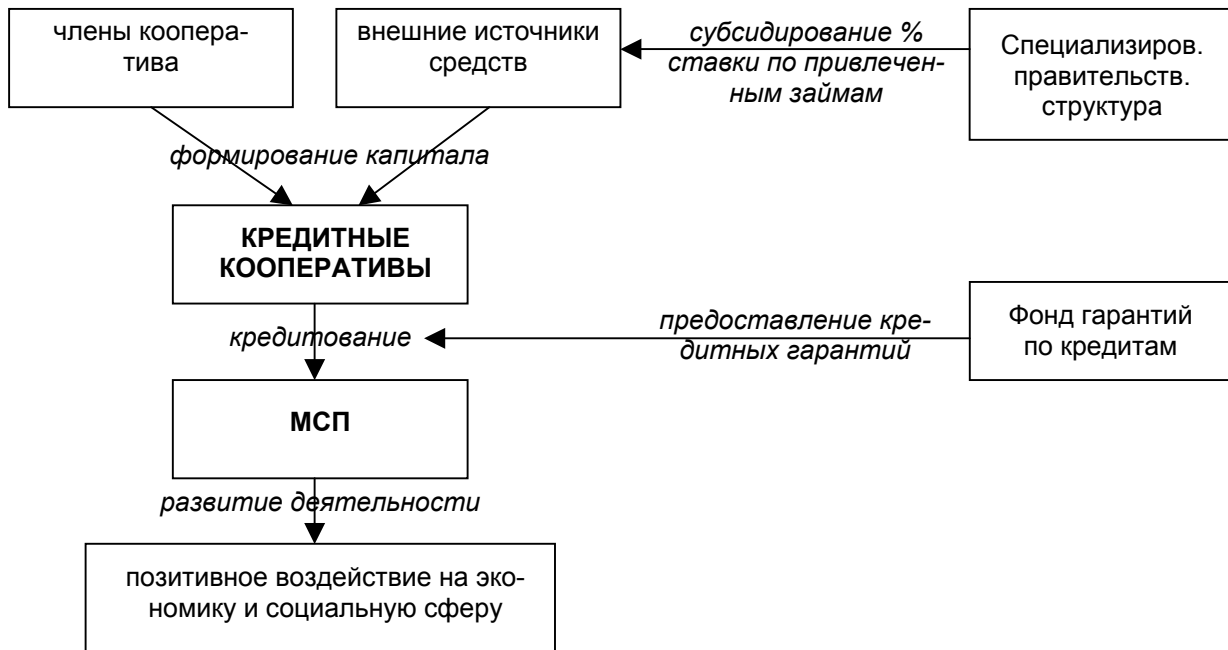 члены коопера-
тива
внешние источники
средств
субсидирование %
ставки по привлечен-
ным займам
Специализиров.
правительств.
структура
формирование капитала
КРЕДИТНЫЕ
КООПЕРАТИВЫ
кредитование
предоставление кре-
дитных гарантий
Фонд гарантий
по кредитам
МСП
развитие деятельности
позитивное воздействие на эко-
номику и социальную сферу